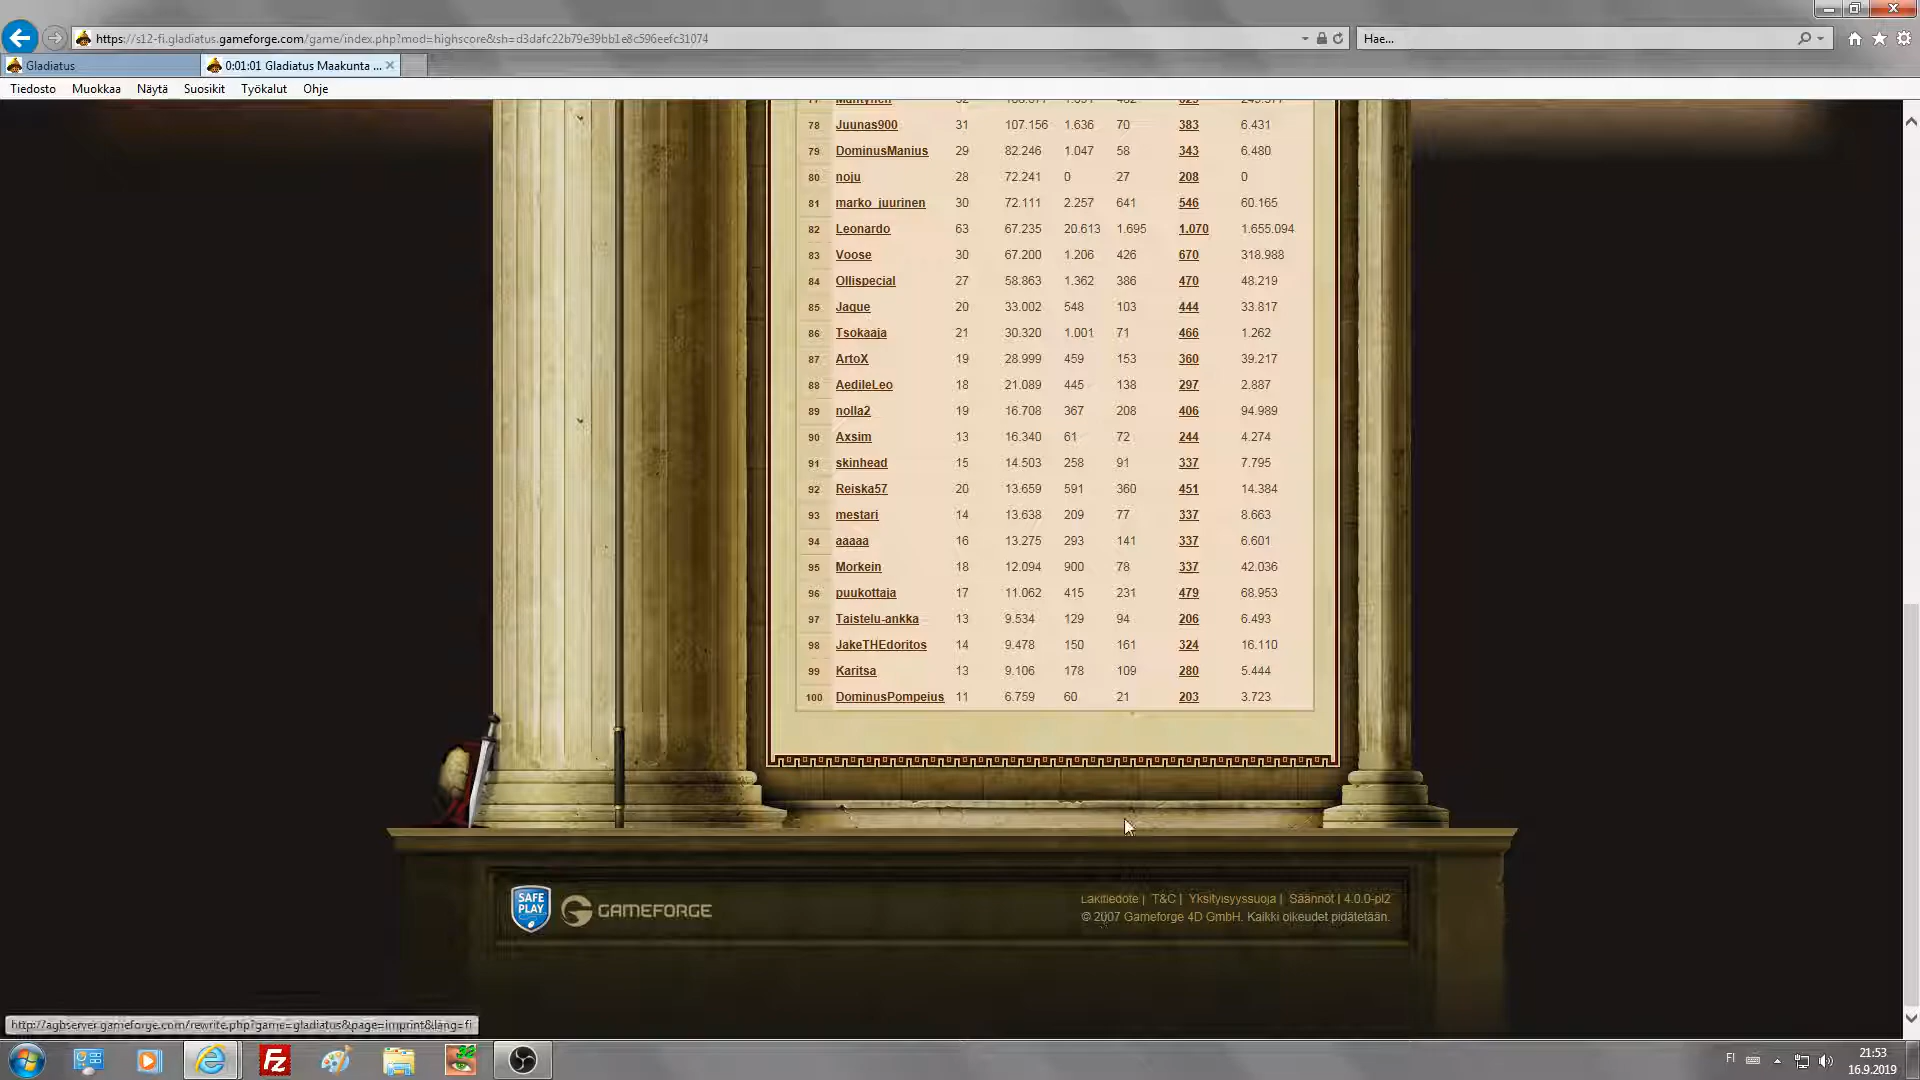 https://s12-fi.gladiatus.gameforge.com/game/index.php?mod=highscore&sh=d3dafc22b79e39bb1e8c596eefc31074
Hae...
Gladiatus
0:01:01 Gladiatus Maakunta ...
Tiedosto Muokkaa Näytä Suosikit Työkalut Ohje
78 Juunas900 31 107.156 1.636 70 383 6.431
79 DominusManius 29 82.246 1.047 58 343 6.480
80 noju 28 72.241 0 27 208 0
81 marko_juurinen 30 72.111 2.257 641 546 60.165
82 Leonardo 63 67.235 20.613 1.695 1.070 1.655.094
83 Voose 30 67.200 1.206 426 670 318.988
84 Ollispecial 27 58.863 1.362 386 470 48.219
85 Jaque 20 33.002 548 103 444 33.817
86 Tsokaaja 21 30.320 1.001 71 466 1.262
87 ArtoX 19 28.999 459 153 360 39.217
88 AedileLeo 18 21.089 445 138 297 2.887
89 nolla2 19 16.708 367 208 406 94.989
90 Axsim 13 16.340 61 72 244 4.274
91 skinhead 15 14.503 258 91 337 7.795
92 Reiska57 20 13.659 591 360 451 14.384
93 mestari 14 13.638 209 77 337 8.663
94 aaaaa 16 13.275 293 141 337 6.601
95 Morkein 18 12.094 900 78 337 42.036
96 puukottaja 17 11.062 415 231 479 68.953
97 Taistelu-ankka 13 9.534 129 94 206 6.493
98 JakeTHEdoritos 14 9.478 150 161 324 16.110
99 Karitsa 13 9.106 178 109 280 5.444
100 DominusPompeius 11 6.759 60 21 203 3.723
SAFE
PLAY
GAMEFORGE
Lakitiedote | T&C | Yksityisyyssuoja | Säännöt | 4.0.0-pl2
© 2007 Gameforge 4D GmbH. Kaikki oikeudet pidätetään.
http://agbserver.gameforge.com/rewrite.php?game=gladiatus&page=imprint&lang=fi
FI
21:53
16.9.2019